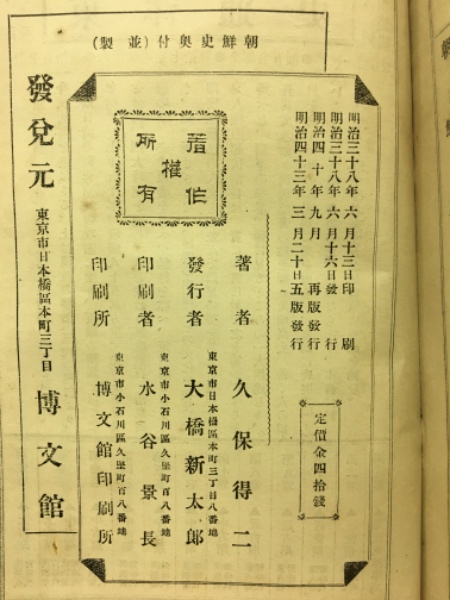 朝鮮史奥付(並製)
明治三十八年六月十三日印刷
明治三十八年六月十六日發行
明治四十年九月再版發行
明治四十三年三月二十日五版發行
定價金四拾錢
著作權所有
著者 久保得二
東京市日本橋區本町三丁目八番地
發行者 大橋新太郎
東京市小石川區久堅町百八番地
印刷者 水谷景長
東京市小石川區久堅町百八番地
印刷所 博文館印刷所
發兌元 東京市日本橋區本町三丁目 博文館